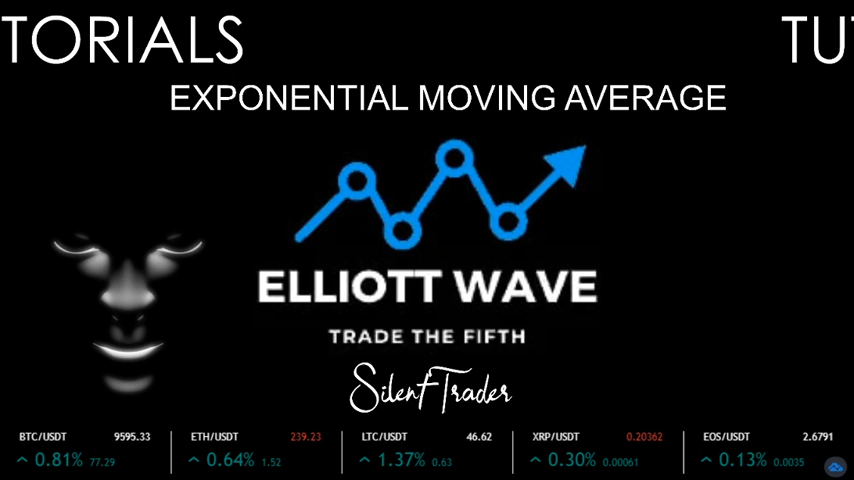 TORIALS TUT
EXPONENTIAL MOVING AVERAGE
ELLIOTT WAVE
TRADE THE FIFTH
SilentTrader
BTC/USDT 9595.33 ETH/USDT 239.23 LTC/USDT 46.62 XRP/USDT 0.20362 EOS/USDT 2.6791
0.81% 77.29 0.64% 1.52 1.37% 0.63 0.30% 0.00061 0.13% 0.0035